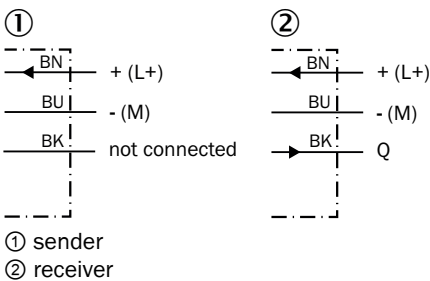 ① ②
BN + (L+) BN + (L+)
BU - (M) BU - (M)
BK not connected BK Q
① sender
② receiver